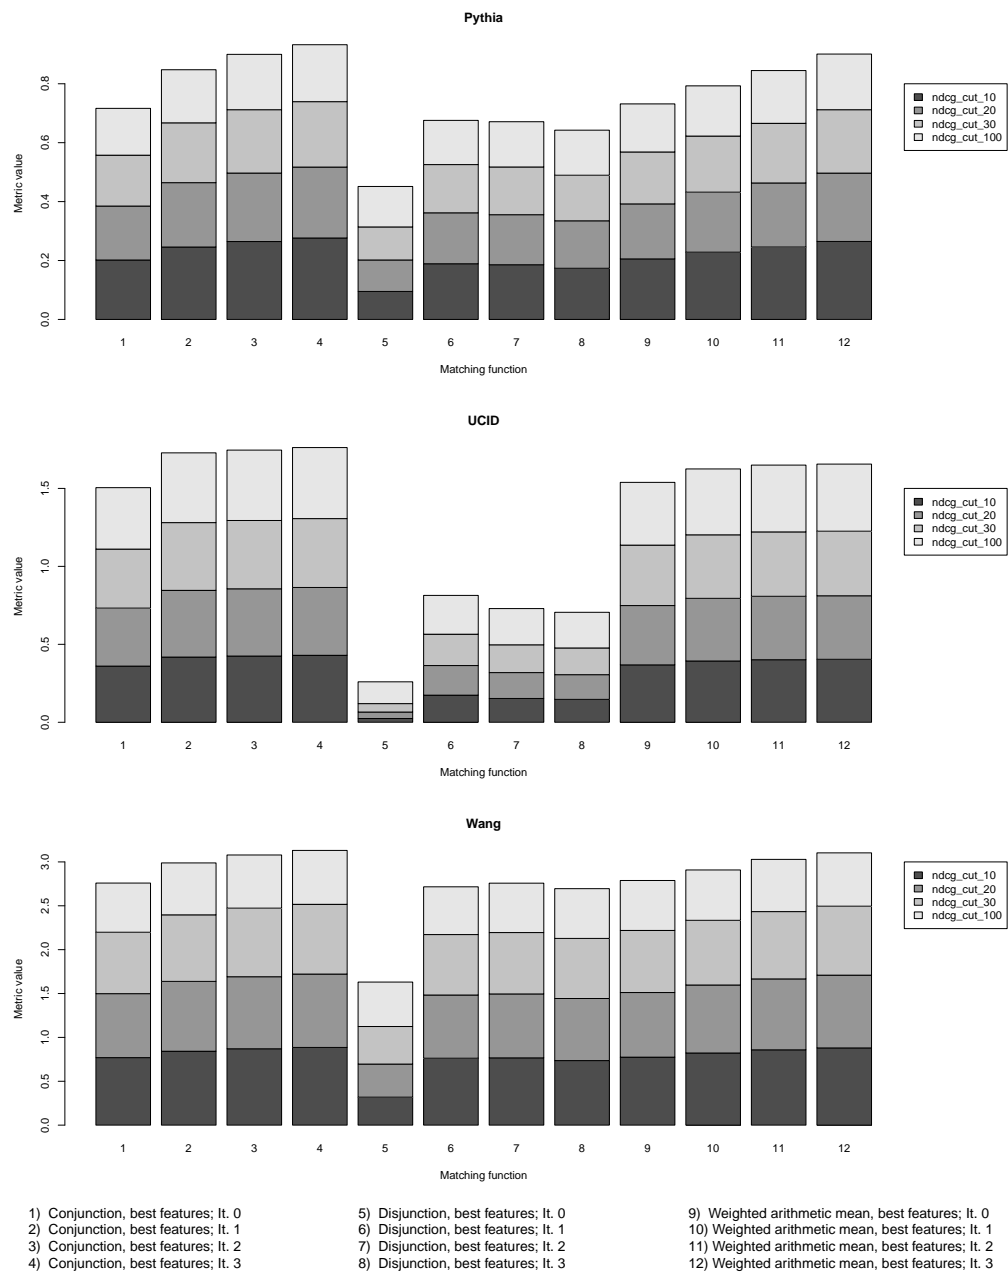 Pythia
Metric value
0.0
0.2
0.4
0.6
0.8
1 2 3 4 5 6 7 8 9 10 11 12
Matching function
ndcg_cut_10
ndcg_cut_20
ndcg_cut_30
ndcg_cut_100
UCID
Metric value
0.0
0.5
1.0
1.5
1 2 3 4 5 6 7 8 9 10 11 12
Matching function
ndcg_cut_10
ndcg_cut_20
ndcg_cut_30
ndcg_cut_100
Wang
Metric value
0.0
0.5
1.0
1.5
2.0
2.5
3.0
1 2 3 4 5 6 7 8 9 10 11 12
Matching function
ndcg_cut_10
ndcg_cut_20
ndcg_cut_30
ndcg_cut_100
1) Conjunction, best features; It. 0
2) Conjunction, best features; It. 1
3) Conjunction, best features; It. 2
4) Conjunction, best features; It. 3
5) Disjunction, best features; It. 0
6) Disjunction, best features; It. 1
7) Disjunction, best features; It. 2
8) Disjunction, best features; It. 3
9) Weighted arithmetic mean, best features; It. 0
10) Weighted arithmetic mean, best features; It. 1
11) Weighted arithmetic mean, best features; It. 2
12) Weighted arithmetic mean, best features; It. 3